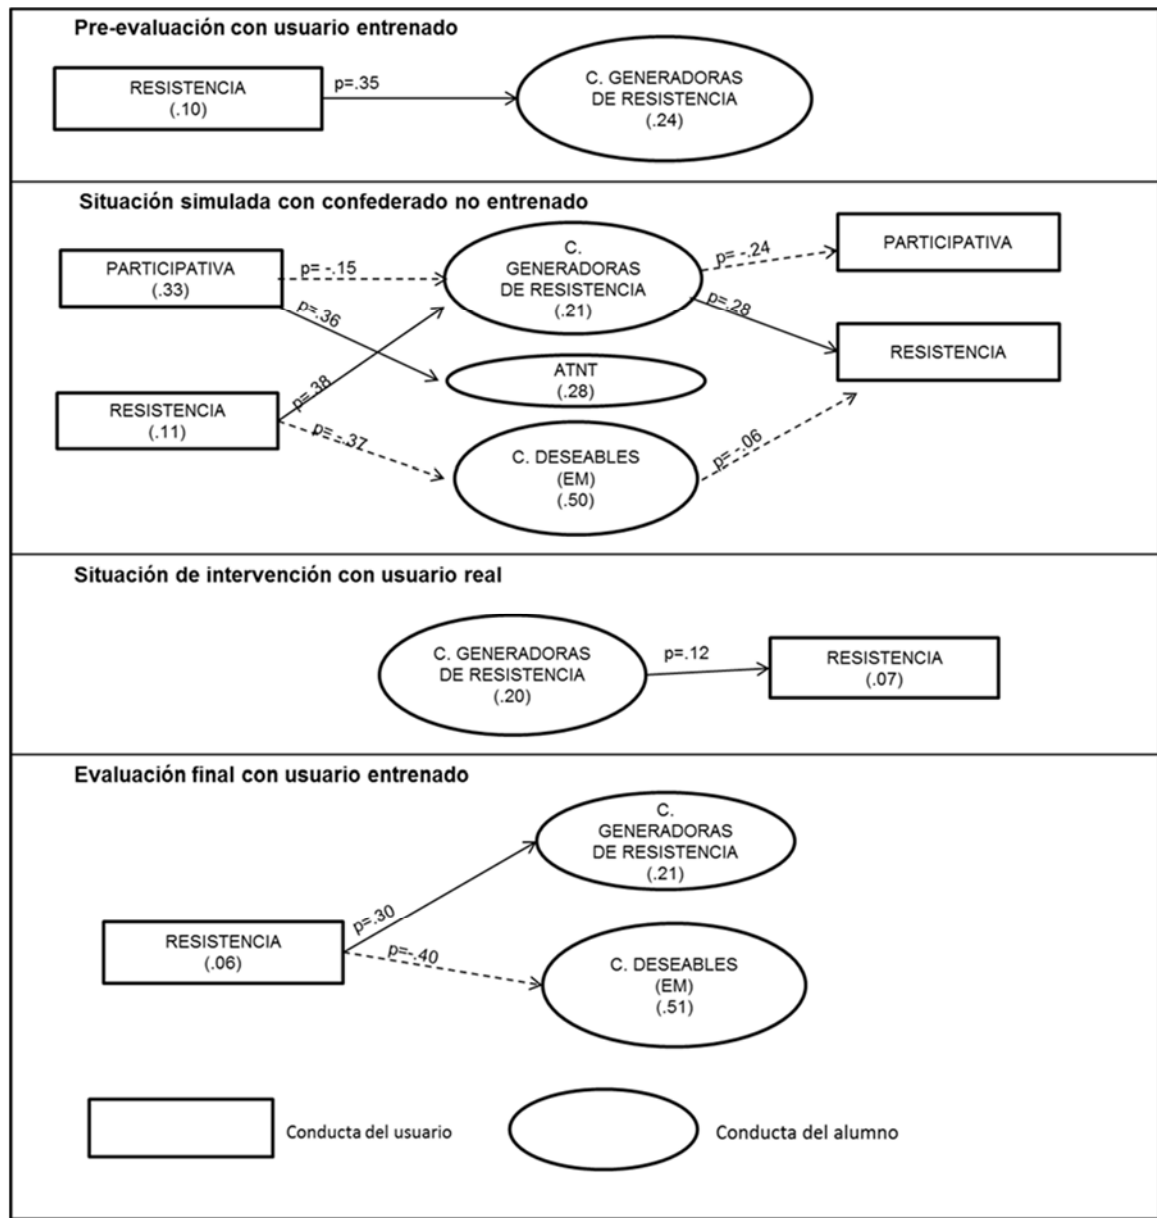 Pre-evaluación con usuario entrenado
RESISTENCIA
(.10)
p=.35
C. GENERADORAS
DE RESISTENCIA
(.24)
Situación simulada con confederado no entrenado
PARTICIPATIVA
(.33)
p= -.15
p=.36
RESISTENCIA
(.11)
p=.38
p= -.37
C.
GENERADORAS
DE RESISTENCIA
(.21)
ATNT
(.28)
C. DESEABLES
(EM)
(.50)
p= -.24
p=.28
p= -.06
PARTICIPATIVA
RESISTENCIA
Situación de intervención con usuario real
C. GENERADORAS
DE RESISTENCIA
(.20)
p=.12
RESISTENCIA
(.07)
Evaluación final con usuario entrenado
RESISTENCIA
(.06)
p=.30
p=-.40
C.
GENERADORAS
DE RESISTENCIA
(.21)
C. DESEABLES
(EM)
(.51)
Conducta del usuario
Conducta del alumno